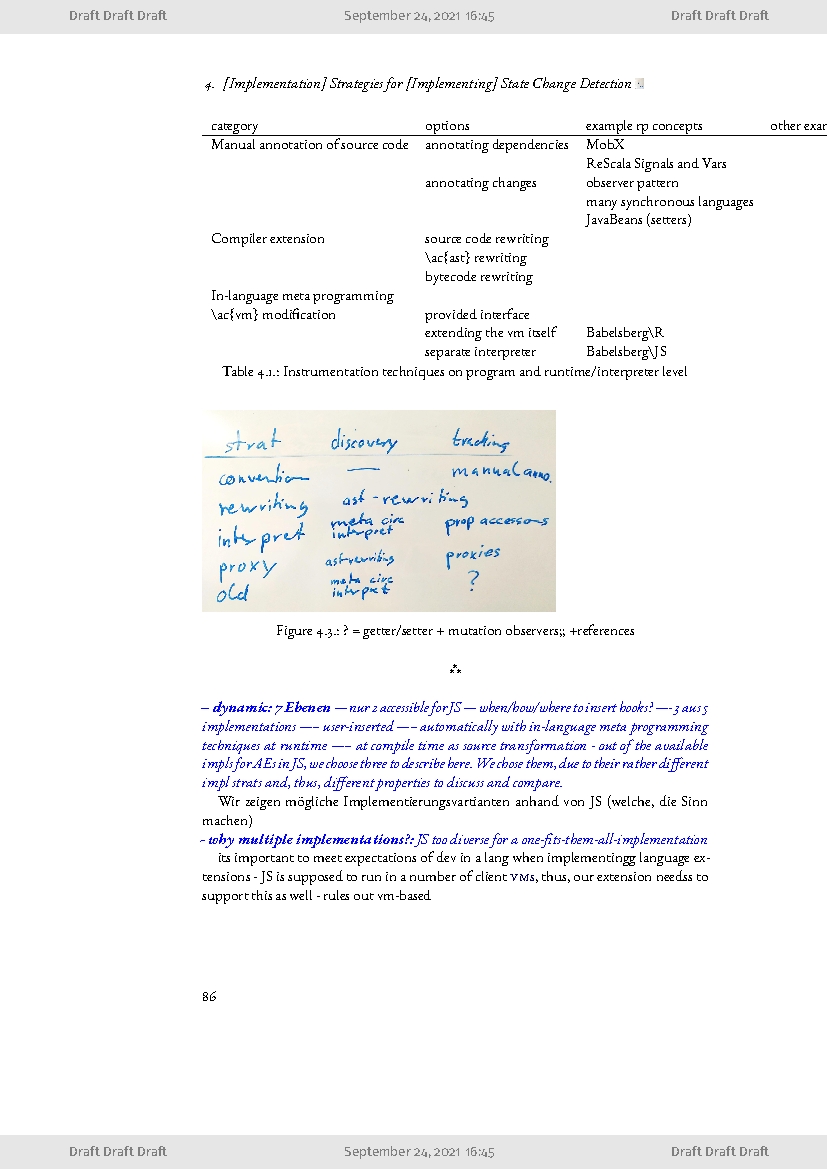 Draft Draft Draft September 24, 2021 16:45 Draft Draft Draft
4. [Implementation] Strategies for [Implementing] State Change Detection
category options example rp concepts other exar
Manual annotation of source code annotating dependencies MobX
ReScala Signals and Vars
annotating changes observer pattern
many synchronous languages
JavaBeans (setters)
Compiler extension source code rewriting
\ac{ast} rewriting
bytecode rewriting
In-language meta programming
\ac{vm} modification provided interface
extending the vm itself Babelsberg\R
separate interpreter Babelsberg\JS
Table 4.1.: Instrumentation techniques on program and runtime/interpreter level
strat discovery tracking
convention — manual anno.
rewriting ast-rewriting
interpret meta circ interpret prop accessors
proxy ast-rewriting proxies
old meta circ interpret ?
Figure 4.3.: ? = getter/setter + mutation observers;; +references
⁂
– dynamic: 7 Ebenen — nur 2 accessible for JS — when/how/where to insert hooks? —- 3 aus 5
implementations —– user-inserted —– automatically with in-language meta programming
techniques at runtime —– at compile time as source transformation - out of the available
impls for AEs in JS, we choose three to describe here. We chose them, due to their rather different
impl strats and, thus, different properties to discuss and compare.
Wir zeigen mögliche Implementierungsvartianten anhand von JS (welche, die Sinn
machen)
- why multiple implementations?: JS too diverse for a one-fits-them-all-implementation
its important to meet expectations of dev in a lang when implementingg language ex-
tensions - JS is supposed to run in a number of client VMs, thus, our extension needss to
support this as well - rules out vm-based
86
Draft Draft Draft September 24, 2021 16:45 Draft Draft Draft